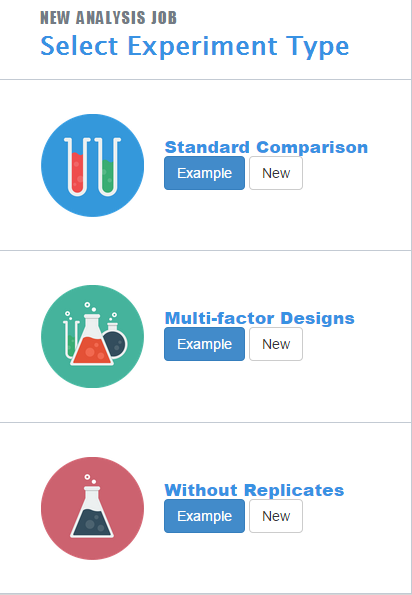 NEW ANALYSIS JOB
Select Experiment Type
Standard Comparison
Example New
Multi-factor Designs
Example New
Without Replicates
Example New